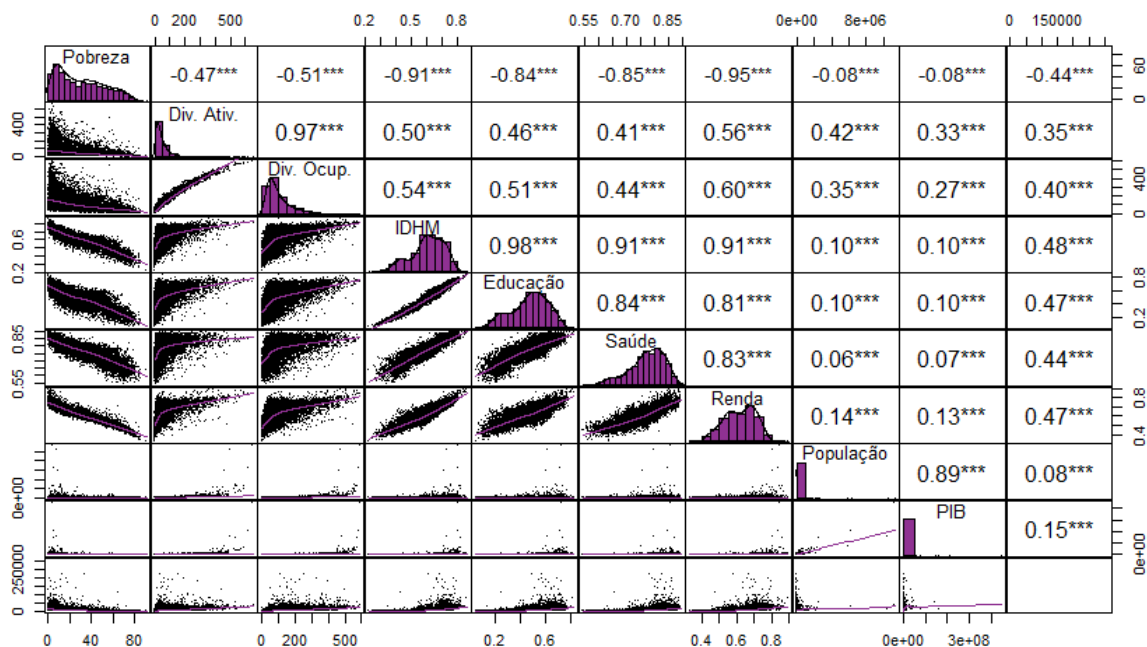 0 200 500 0.2 0.5 0.8 0.55 0.70 0.85 0e+00 8e+06 0 150000
Pobreza -0.47*** -0.51*** -0.91*** -0.84*** -0.85*** -0.95*** -0.08*** -0.08*** -0.44*** 0 60
0 400 Div. Ativ. 0.97*** 0.50*** 0.46*** 0.41*** 0.56*** 0.42*** 0.33*** 0.35***
Div. Ocup. 0.54*** 0.51*** 0.44*** 0.60*** 0.35*** 0.27*** 0.40*** 0 400
0.2 0.6 IDHM 0.98*** 0.91*** 0.91*** 0.10*** 0.10*** 0.48***
Educação 0.84*** 0.81*** 0.10*** 0.10*** 0.47*** 0.2 0.8
0.55 0.85 Saúde 0.83*** 0.06*** 0.07*** 0.44***
Renda 0.14*** 0.13*** 0.47*** 0.4 0.8
0e+00 População 0.89*** 0.08***
PIB 0.15*** 0e+00
0 250000
0 40 80 0 200 500 0.2 0.6 0.4 0.6 0.8 0e+00 3e+08